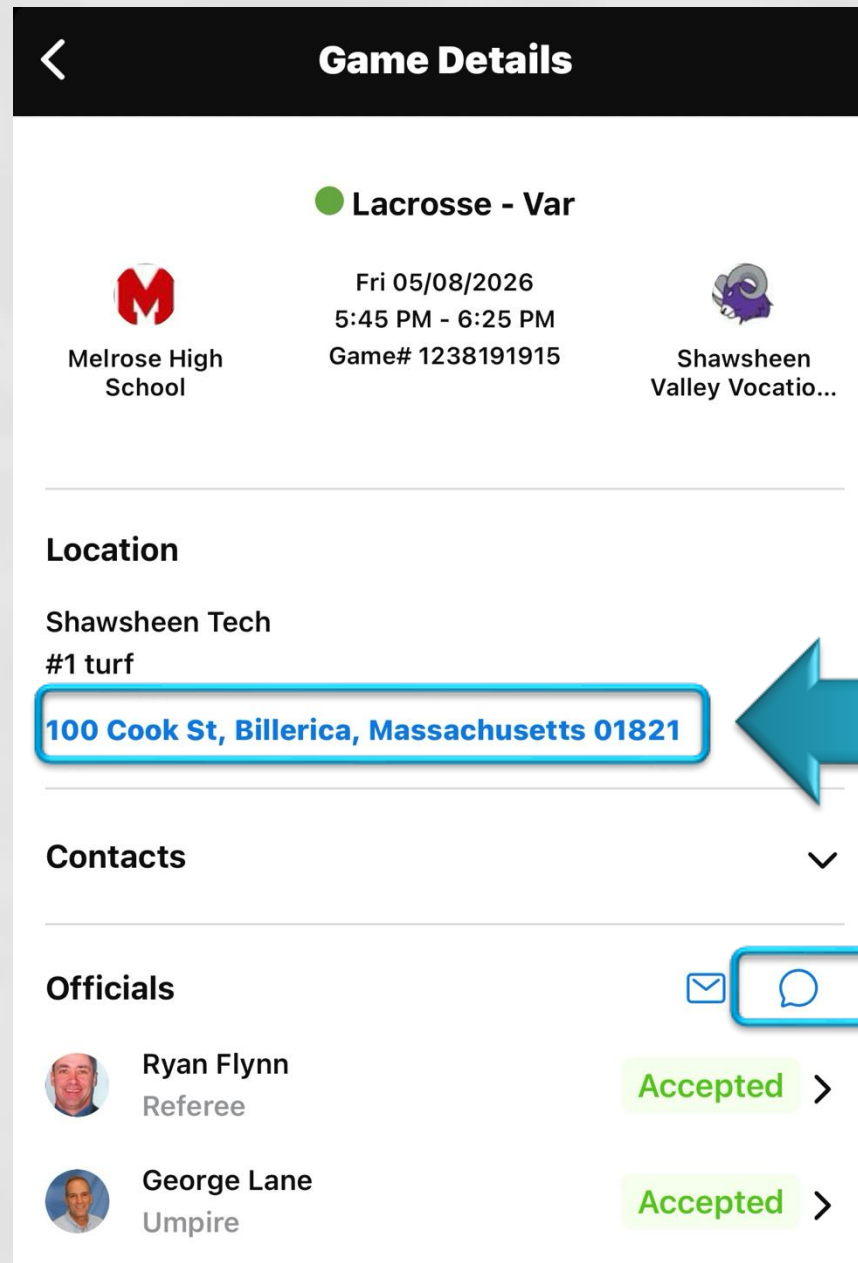 Game Details
Lacrosse - Var
M
Melrose High
School
Fri 05/08/2026
5:45 PM - 6:25 PM
Game# 1238191915
Shawsheen
Valley Vocatio...
Location
Shawsheen Tech
#1 turf
100 Cook St, Billerica, Massachusetts 01821
Contacts
Officials
Ryan Flynn
Referee
Accepted
George Lane
Umpire
Accepted